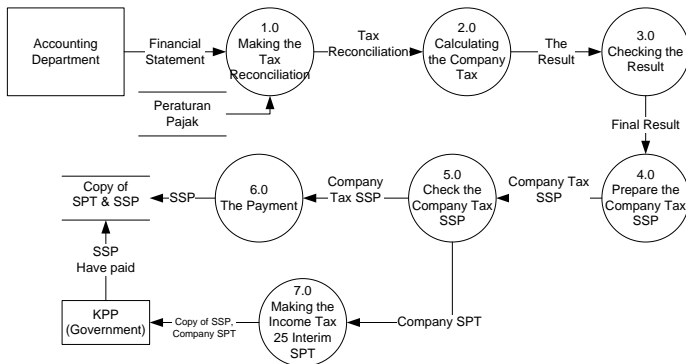 Accounting
Department
Financial
Statement
1.0
Making the
Tax
Reconciliation
Tax
Reconciliation
2.0
Calculating
the Company
Tax
The
Result
3.0
Checking the
Result
Peraturan
Pajak
Final Result
4.0
Prepare the
Company Tax
SSP
Company Tax
SSP
5.0
Check the
Company Tax
SSP
Company
Tax SSP
6.0
The Payment
SSP
Copy of
SPT & SSP
SSP
Have paid
Company SPT
7.0
Making the
Income Tax
25 Interim
SPT
Copy of SSP,
Company SPT
KPP
(Government)